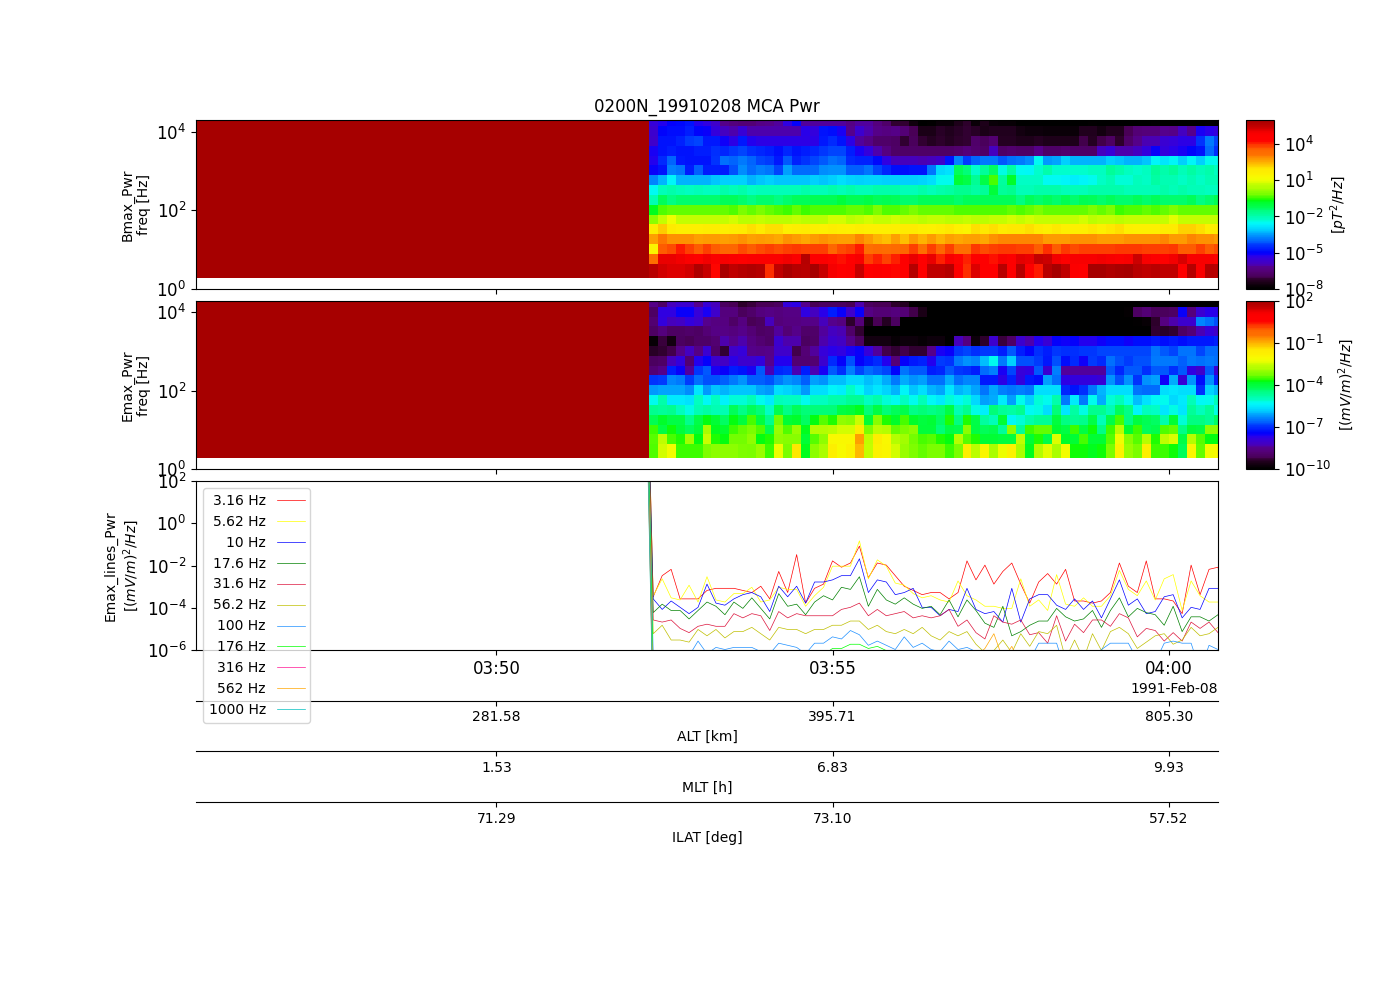 0200N_19910208 MCA Pwr
Bmax_Pwr
freq [Hz]
10^4
10^2
10^0
10^4
10^1
10^-2
10^-5
10^-8
[pT^2/Hz]
Emax_Pwr
freq [Hz]
10^4
10^2
10^0
10^2
10^-1
10^-4
10^-7
10^-10
[(mV/m)^2/Hz]
Emax_lines_Pwr
[(mV/m)^2/Hz]
10^2
10^0
10^-2
10^-4
10^-6
3.16 Hz
5.62 Hz
10 Hz
17.6 Hz
31.6 Hz
56.2 Hz
100 Hz
176 Hz
316 Hz
562 Hz
1000 Hz
03:50 03:55 04:00
1991-Feb-08
281.58 395.71 805.30
ALT [km]
1.53 6.83 9.93
MLT [h]
71.29 73.10 57.52
ILAT [deg]